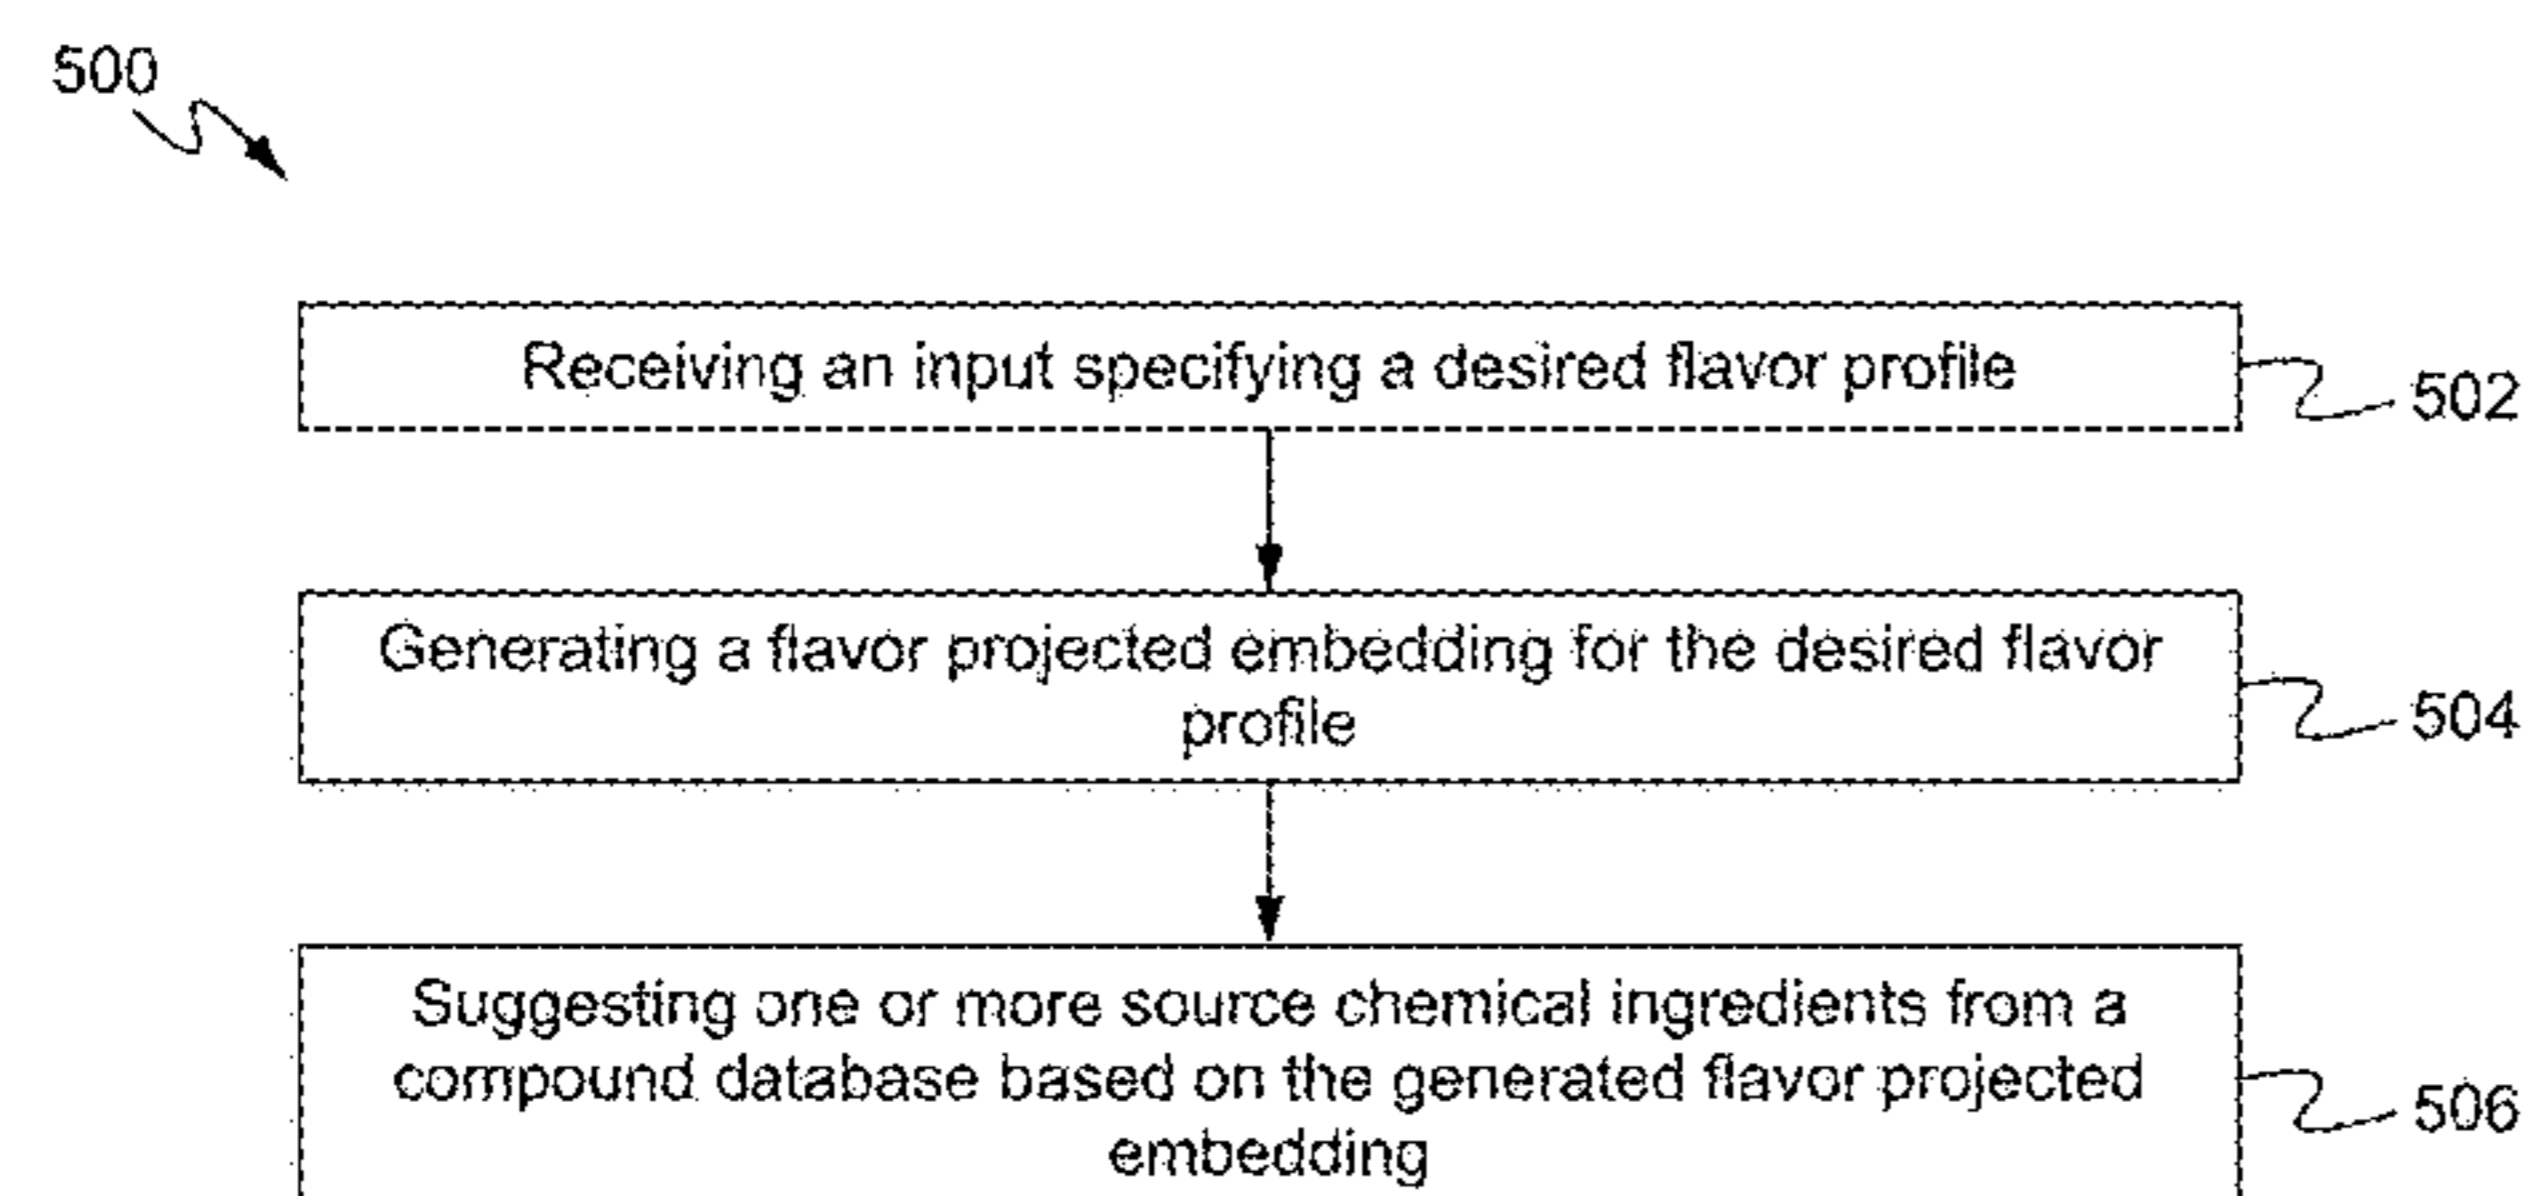 500
Receiving an input specifying a desired flavor profile
502
Generating a flavor projected embedding for the desired flavor
profile
504
Suggesting one or more source chemical ingredients from a
compound database based on the generated flavor projected
embedding
506